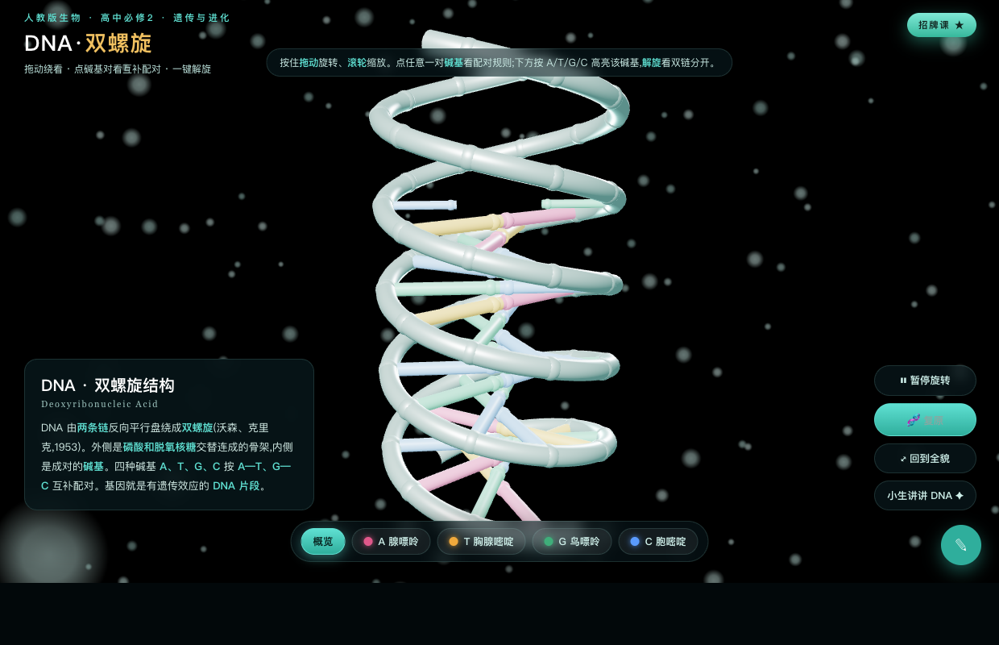 人教版生物 · 高中必修2 · 遗传与进化
DNA·双螺旋
拖动绕看 · 点碱基对看互补配对 · 一键解旋
招牌课 ★
按住拖动旋转、滚轮缩放。点任意一对碱基看配对规则;下方按 A/T/G/C 高亮该碱基,解旋看双链分开。
DNA · 双螺旋结构
Deoxyribonucleic Acid
DNA 由两条链反向平行盘绕成双螺旋(沃森、克里
克,1953)。外侧是磷酸和脱氧核糖交替连成的骨架,内侧
是成对的碱基。四种碱基 A、T、G、C 按 A—T、G—
C 互补配对。基因就是有遗传效应的 DNA 片段。
暂停旋转
回到全貌
小生讲讲 DNA ✦
概览
A 腺嘌呤
T 胸腺嘧啶
G 鸟嘌呤
C 胞嘧啶